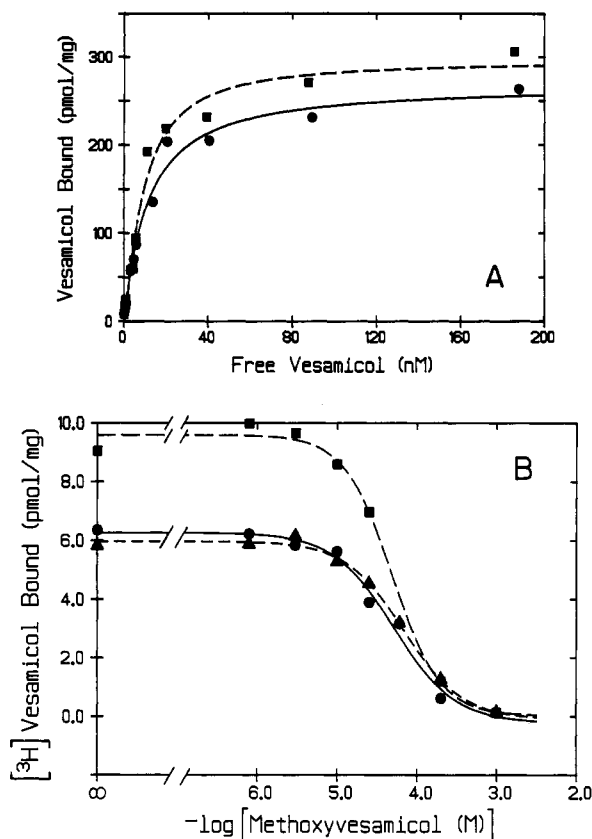 300
200
100
0
Vesamicol Bound (pmol/mg)
A
0 40 80 120 160 200
Free Vesamicol (nM)
10.0
8.0
6.0
4.0
2.0
0.0
[³H] Vesamicol Bound (pmol/mg)
B
∞ 6.0 5.0 4.0 3.0 2.0
-log [Methoxyvesamicol (M)]